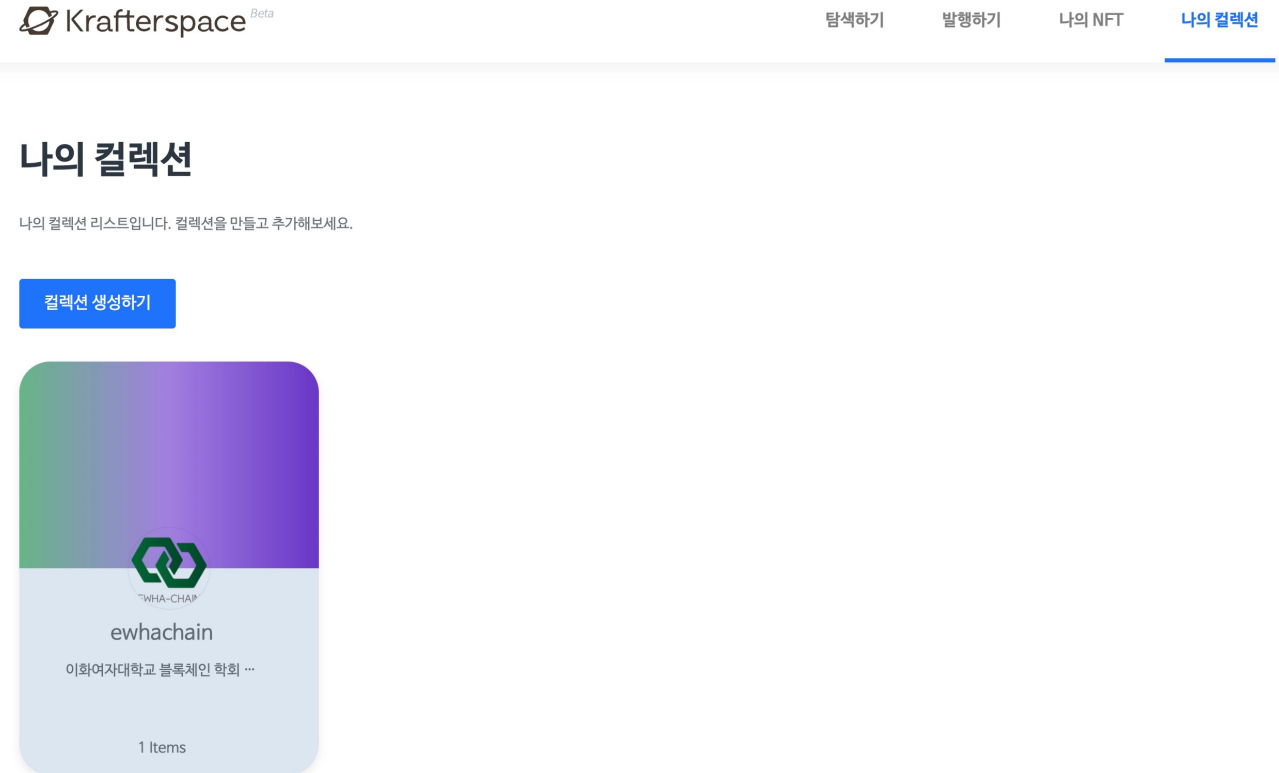 Krafterspace Beta
탐색하기 발행하기 나의 NFT 나의 컬렉션
나의 컬렉션
나의 컬렉션 리스트입니다. 컬렉션을 만들고 추가해보세요.
컬렉션 생성하기
EWHA-CHAIN
ewhachain
이화여자대학교 블록체인 학회 ···
1 Items